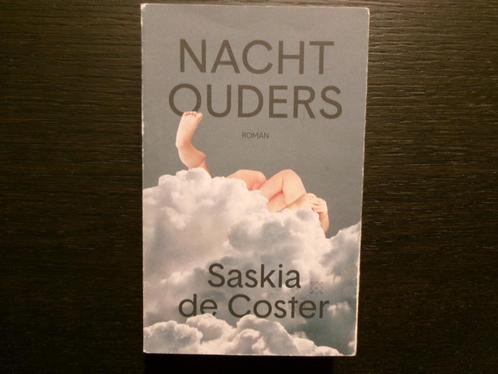 NACHT
OUDERS
ROMAN
Saskia
de Coster